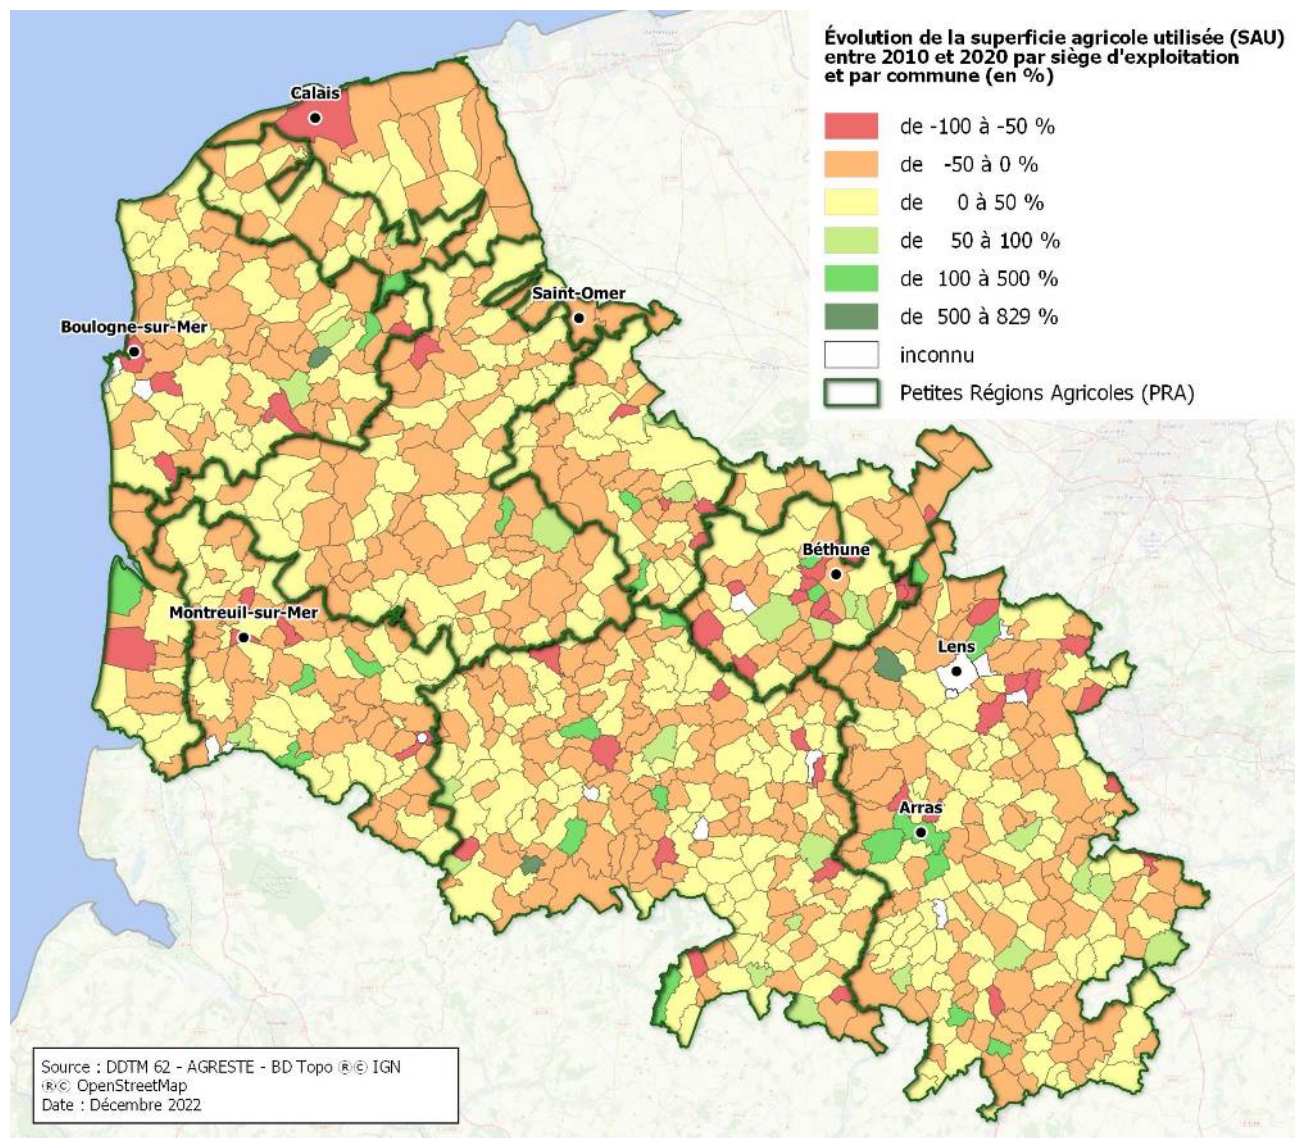 Évolution de la superficie agricole utilisée (SAU)
entre 2010 et 2020 par siège d'exploitation
et par commune (en %)
de -100 à -50 %
de -50 à 0 %
de 0 à 50 %
de 50 à 100 %
de 100 à 500 %
de 500 à 829 %
inconnu
Petites Régions Agricoles (PRA)
Calais
Saint-Omer
Boulogne-sur-Mer
Béthune
Montreuil-sur-Mer
Lens
Arras
Source : DDTM 62 - AGRESTE - BD Topo ®© IGN
®© OpenStreetMap
Date : Décembre 2022